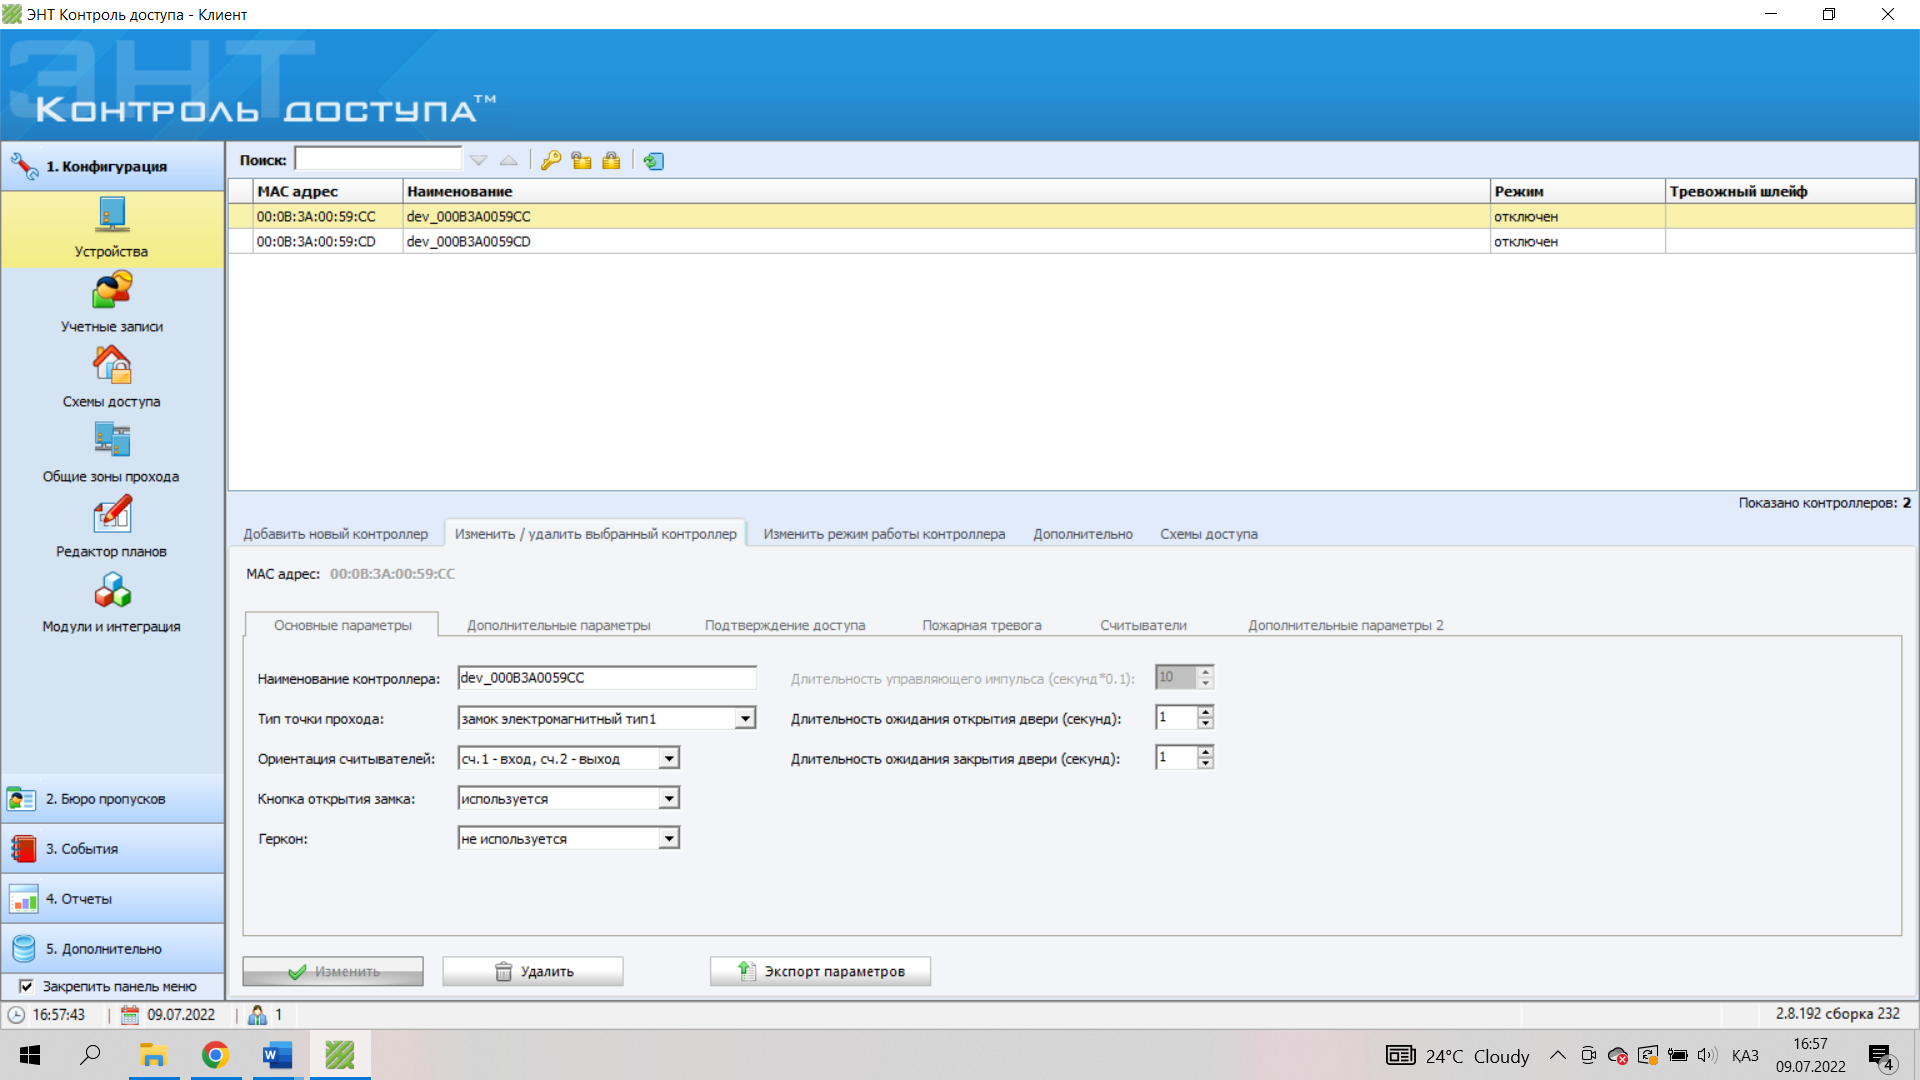 ЭНТ Контроль доступа - Клиент
ЭНТ
Контроль доступа™
1. Конфигурация
Устройства
Учетные записи
Схемы доступа
Общие зоны прохода
Редактор планов
Модули и интеграция
2. Бюро пропусков
3. События
4. Отчеты
5. Дополнительно
Закрепить панель меню
Поиск:
MAC адрес Наименование Режим Тревожный шлейф
00:0B:3A:00:59:CC dev_000B3A0059CC отключен
00:0B:3A:00:59:CD dev_000B3A0059CD отключен
Показано контроллеров: 2
Добавить новый контроллер Изменить / удалить выбранный контроллер Изменить режим работы контроллера Дополнительно Схемы доступа
MAC адрес: 00:0B:3A:00:59:CC
Основные параметры Дополнительные параметры Подтверждение доступа Пожарная тревога Считыватели Дополнительные параметры 2
Наименование контроллера: dev_000B3A0059CC Длительность управляющего импульса (секунд*0.1): 10
Тип точки прохода: замок электромагнитный тип1 Длительность ожидания открытия двери (секунд): 1
Ориентация считывателей: сч.1 - вход, сч.2 - выход Длительность ожидания закрытия двери (секунд): 1
Кнопка открытия замка: используется
Геркон: не используется
Изменить Удалить Экспорт параметров
16:57:43 09.07.2022 1 2.8.192 сборка 232
W 24°C Cloudy ҚАЗ 16:57
09.07.2022 4